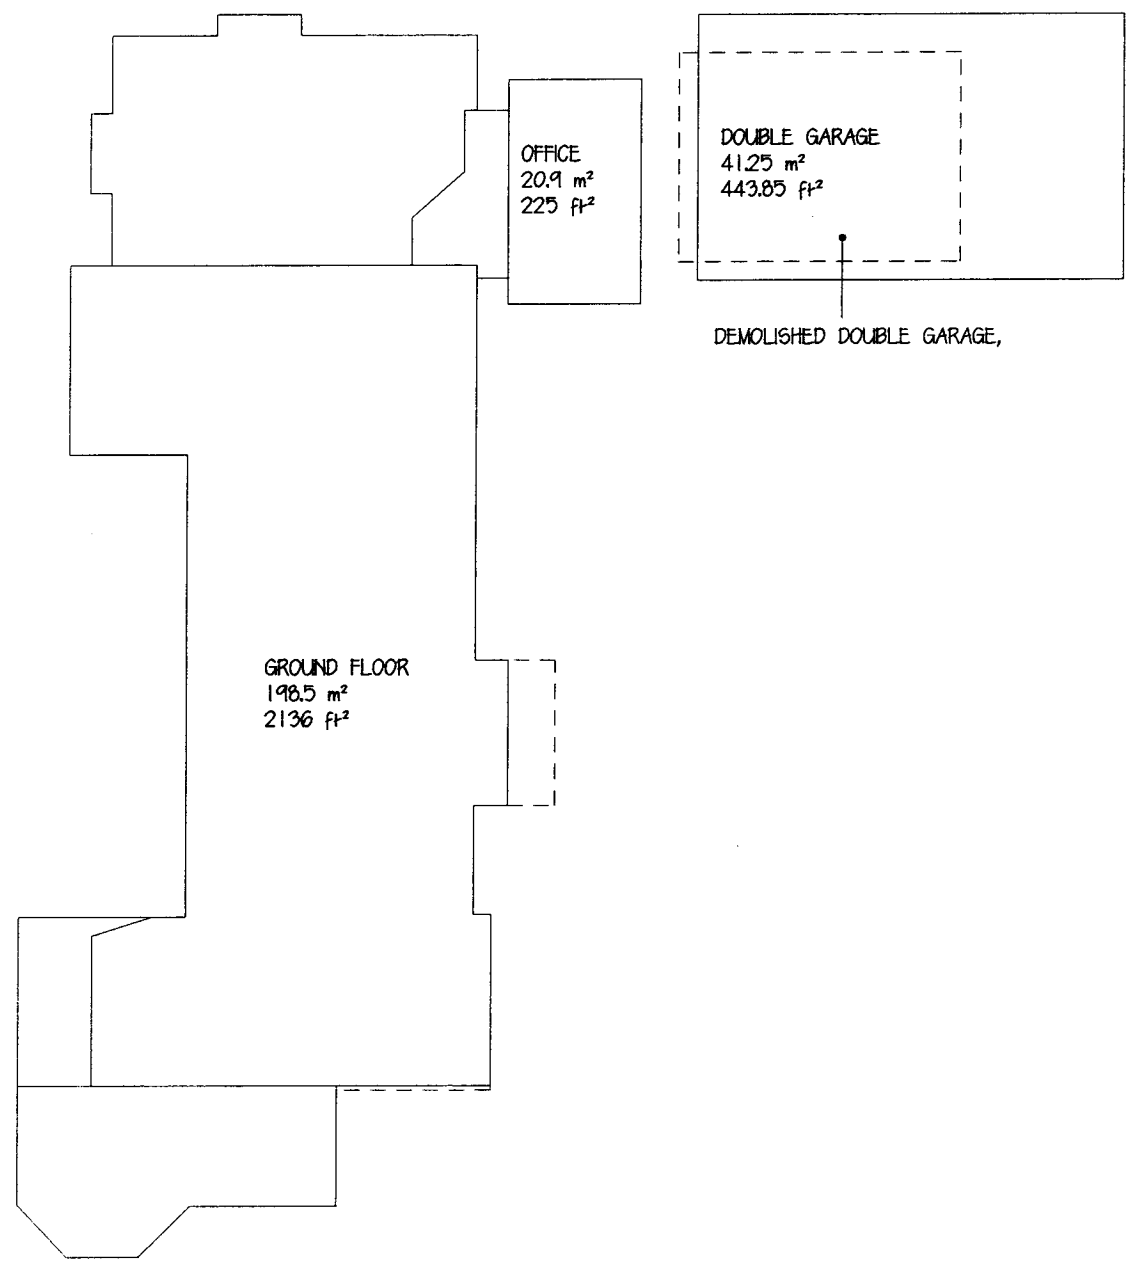 OFFICE
20.9 m²
225 ft²
DOUBLE GARAGE
41.25 m²
443.85 ft²
DEMOLISHED DOUBLE GARAGE,
GROUND FLOOR
198.5 m²
2136 ft²